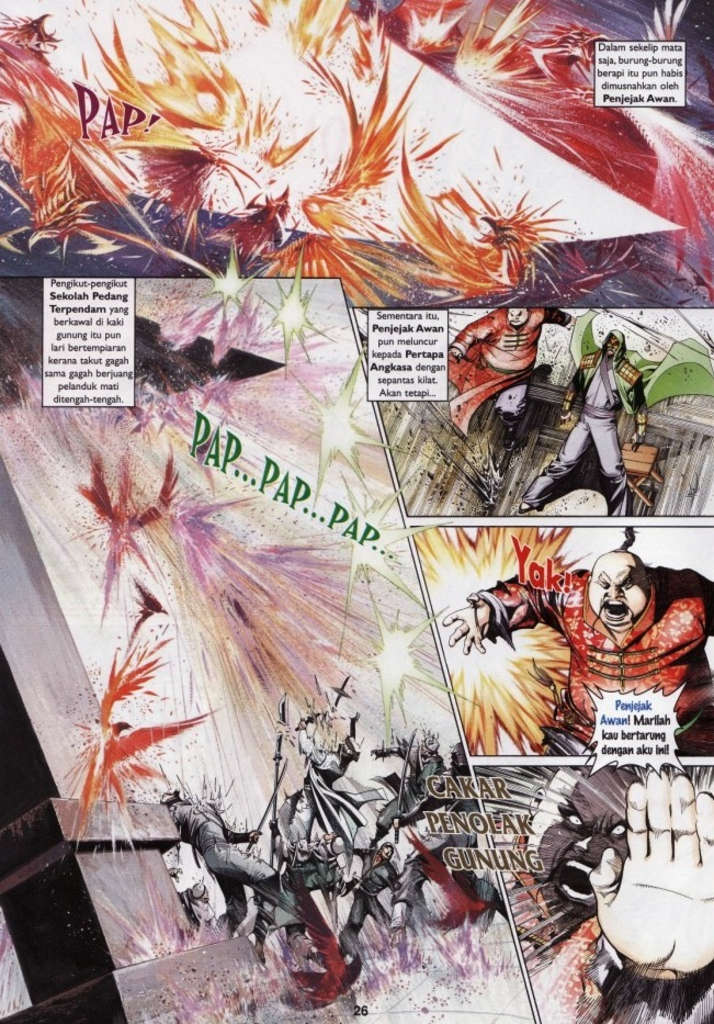 Dalam sekelip mata
saja, burung-burung
berapi itu pun habis
dimusnahkan oleh
Penjejak Awan.
PAP!
Pengikut-pengikut
Sekolah Pedang
Terpendam yang
berkawal di kaki
gunung itu pun
lari bertempiaran
kerana takut gagah
sama gagah berjuang
pelanduk mati
ditengah-tengah.
PAP...PAP...PAP...
Sementara itu,
Penjejak Awan
pun meluncur
kepada Pertapa
Angkasa dengan
sepantas kilat.
Akan tetapi...
Yak!
Penjejak
Awan! Marilah
kau bertarung
dengan aku ini!
CAKAR
PENOLAK
GUNUNG
26